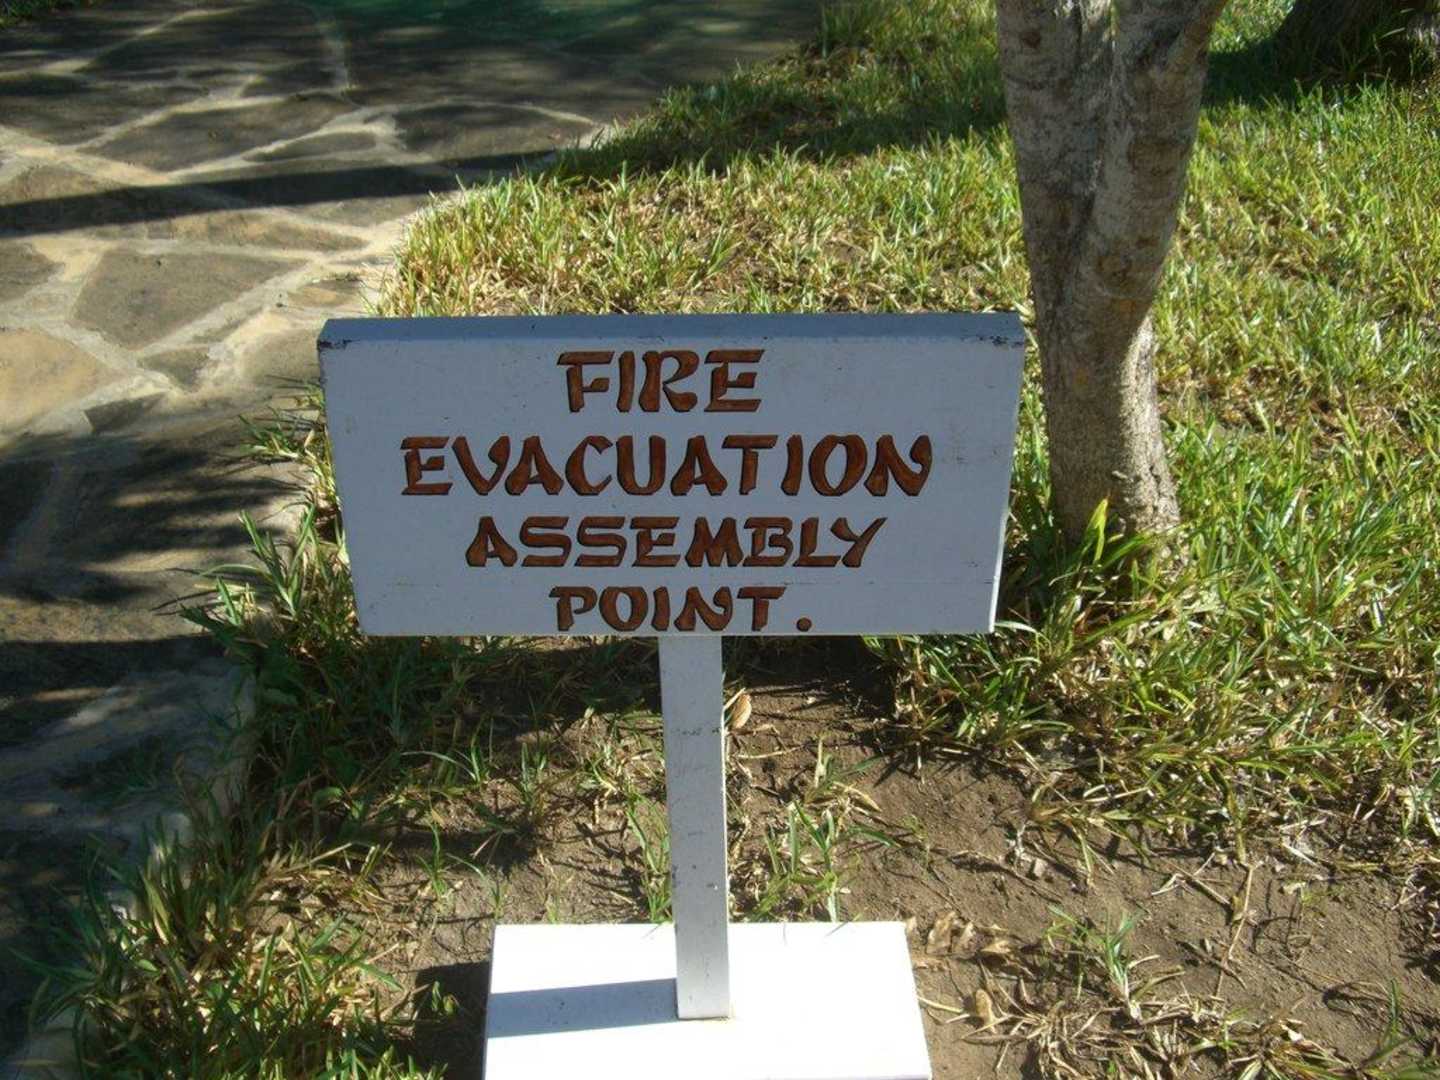 FIRE
EVACUATION
ASSEMBLY
POINT.